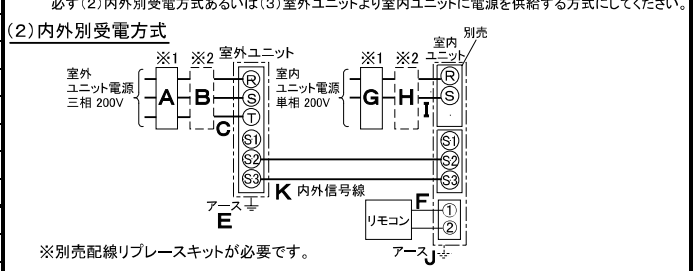 必ず(2)内外別受電方式あるいは(3)室外ユニットより室内ユニットに電源を供給する方式にしてください。
(2)内外別受電方式
別売
※1 ※2 室外ユニット
※1 ※2 室内
ユニット
室外
ユニット電源
三相 200V
A B C
R
S
T
S1
S2
S3
室内
ユニット電源
単相 200V
G H I
R
S
S1
S2
S3
K 内外信号線
アース
E
リモコン
F
①
②
アース J
※別売配線リプレースキットが必要です。